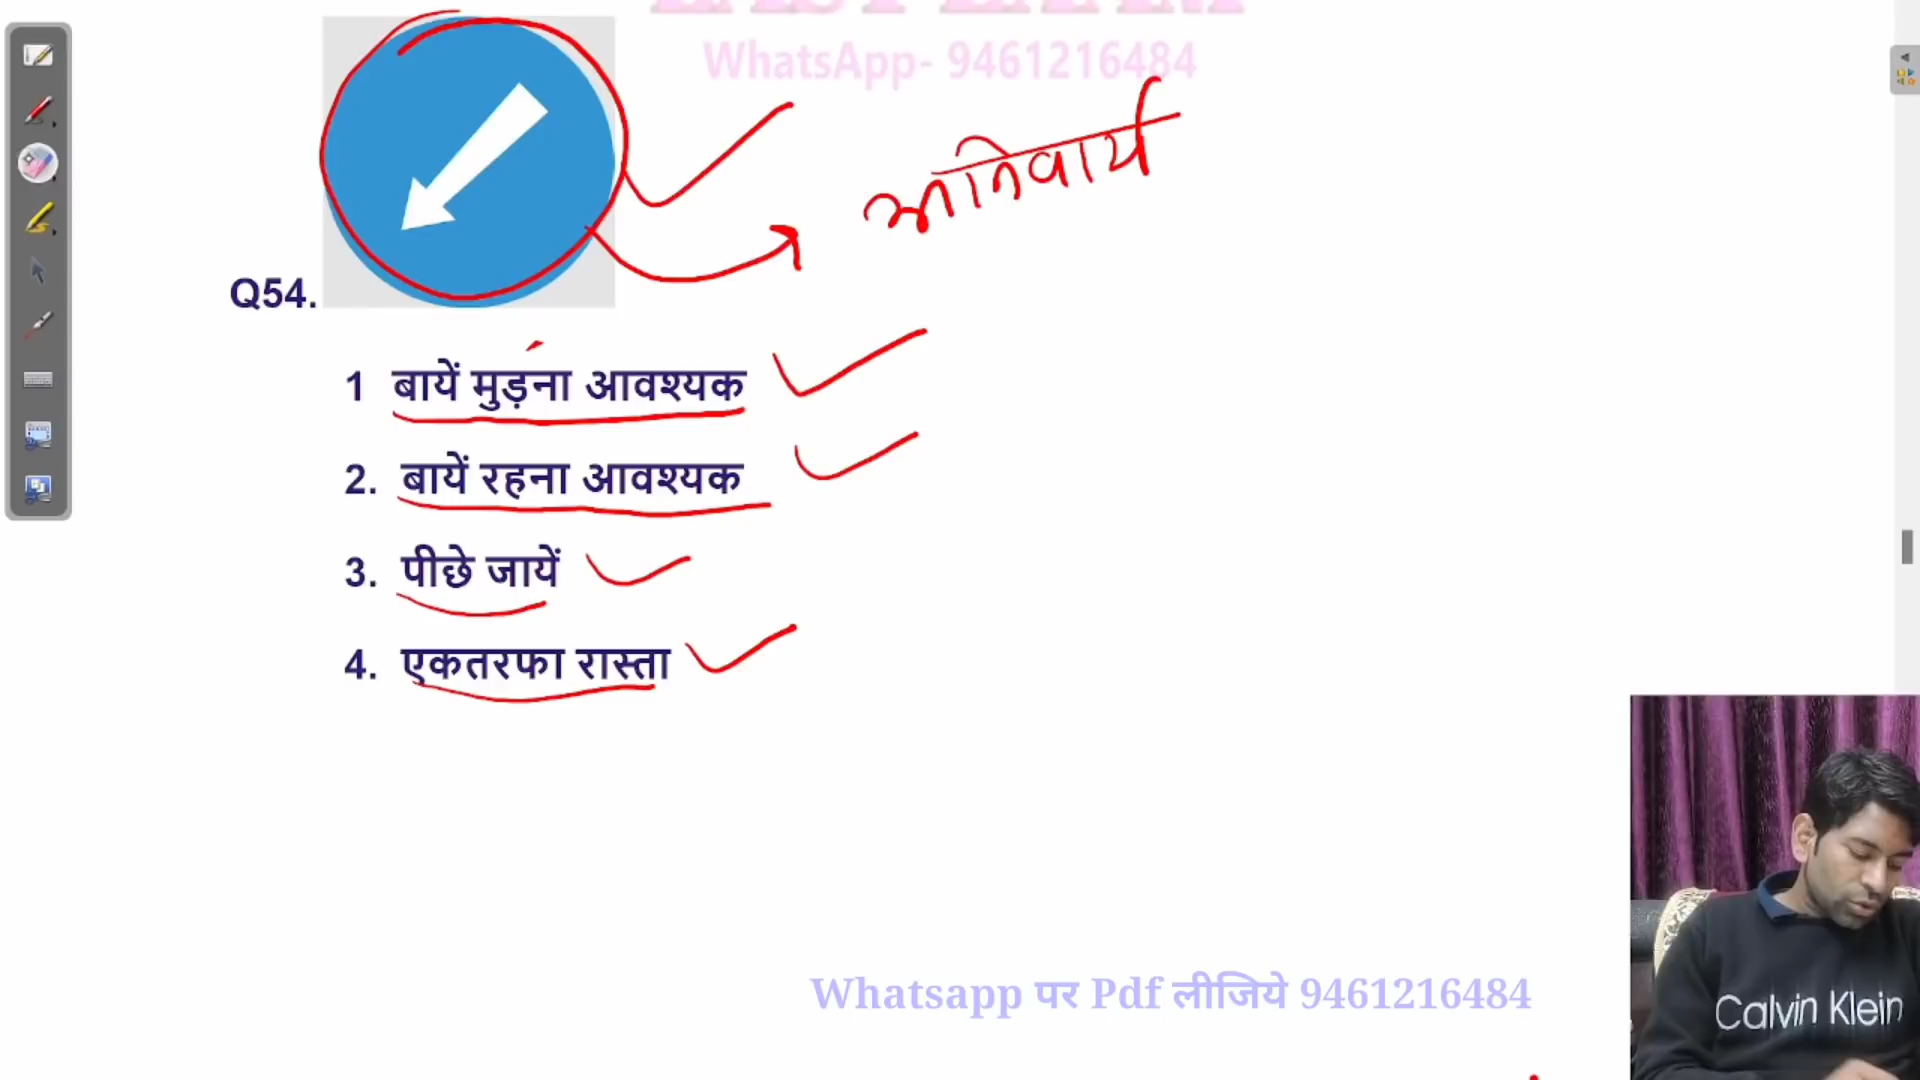 WhatsApp- 9461216484
अनिवार्य
Q54.
1 बायें मुड़ना आवश्यक
2. बायें रहना आवश्यक
3. पीछे जायें
4. एकतरफा रास्ता
Whatsapp पर Pdf लीजिये 9461216484
Calvin Klein